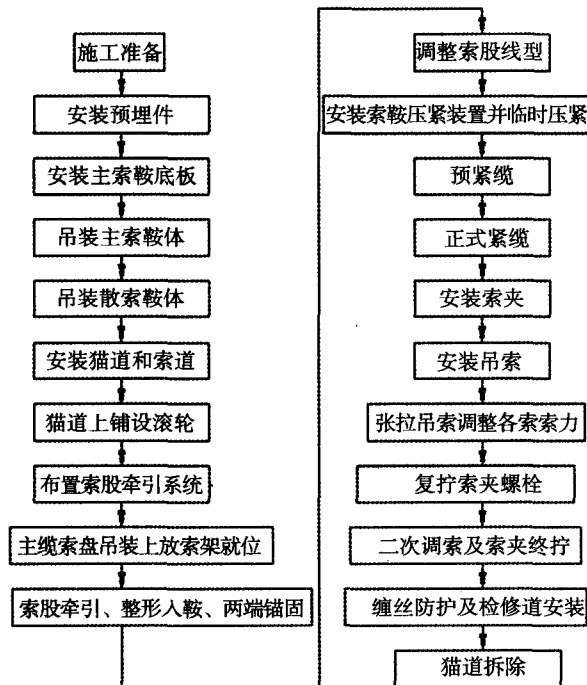 施工准备
安装预埋件
安装主索鞍底板
吊装主索鞍体
吊装散索鞍体
安装猫道和索道
猫道上铺设滚轮
布置索股牵引系统
主缆索盘吊装上放索架就位
索股牵引、整形入鞍、两端锚固
调整索股线型
安装索鞍压紧装置并临时压紧
预紧缆
正式紧缆
安装索夹
安装吊索
张拉吊索调整各索索力
复拧索夹螺栓
二次调索及索夹终拧
缠丝防护及检修道安装
猫道拆除